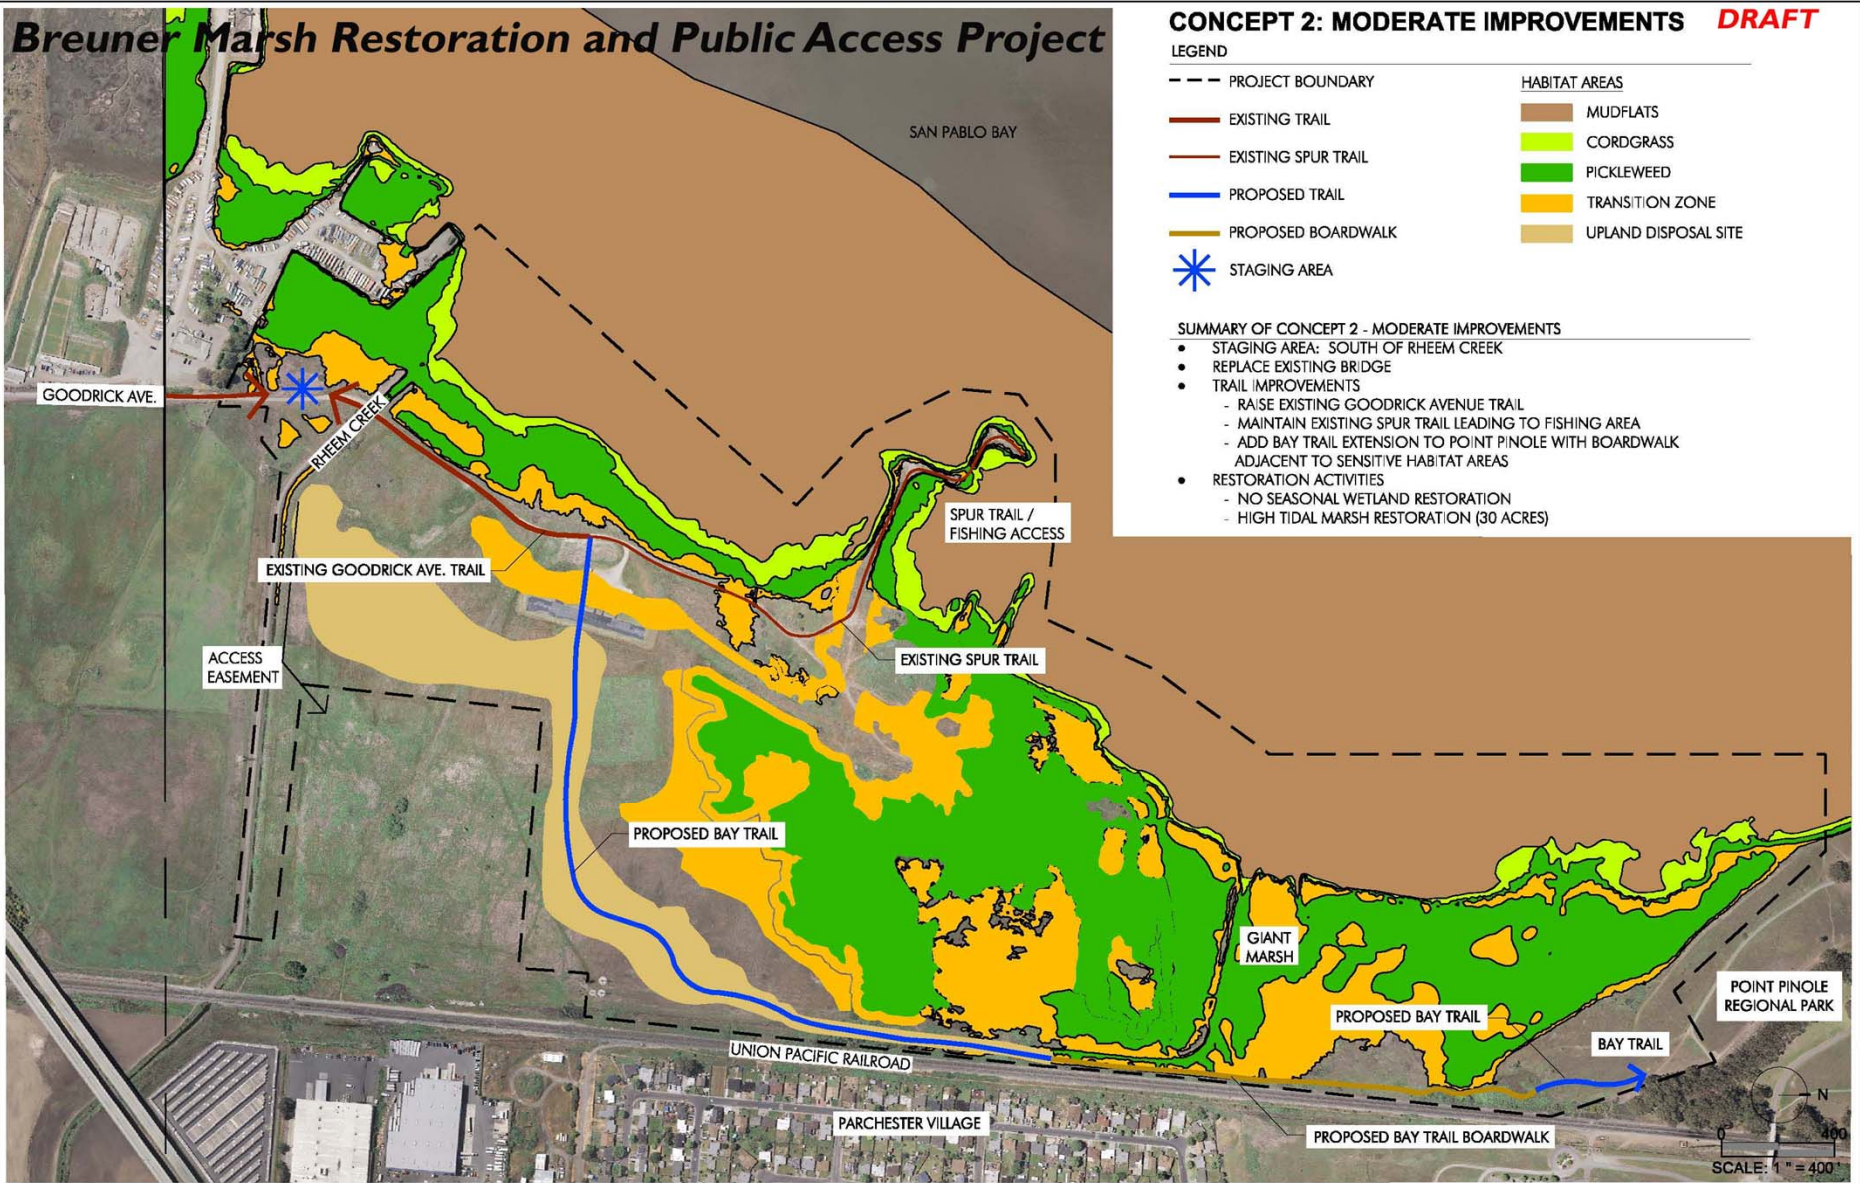 Breuner Marsh Restoration and Public Access Project
CONCEPT 2: MODERATE IMPROVEMENTS
DRAFT
LEGEND
PROJECT BOUNDARY
EXISTING TRAIL
EXISTING SPUR TRAIL
PROPOSED TRAIL
PROPOSED BOARDWALK
STAGING AREA
HABITAT AREAS
MUDFLATS
CORDGRASS
PICKLEWEED
TRANSITION ZONE
UPLAND DISPOSAL SITE
SUMMARY OF CONCEPT 2 - MODERATE IMPROVEMENTS
• STAGING AREA: SOUTH OF RHEEM CREEK
• REPLACE EXISTING BRIDGE
• TRAIL IMPROVEMENTS
- RAISE EXISTING GOODRICK AVENUE TRAIL
- MAINTAIN EXISTING SPUR TRAIL LEADING TO FISHING AREA
- ADD BAY TRAIL EXTENSION TO POINT PINOLE WITH BOARDWALK
ADJACENT TO SENSITIVE HABITAT AREAS
• RESTORATION ACTIVITIES
- NO SEASONAL WETLAND RESTORATION
- HIGH TIDAL MARSH RESTORATION (30 ACRES)
SAN PABLO BAY
GOODRICK AVE.
RHEEM CREEK
SPUR TRAIL /
FISHING ACCESS
EXISTING GOODRICK AVE. TRAIL
ACCESS
EASEMENT
EXISTING SPUR TRAIL
PROPOSED BAY TRAIL
GIANT
MARSH
POINT PINOLE
REGIONAL PARK
PROPOSED BAY TRAIL
BAY TRAIL
UNION PACIFIC RAILROAD
PARCHESTER VILLAGE
PROPOSED BAY TRAIL BOARDWALK
N
0 400
SCALE: 1 " = 400 '